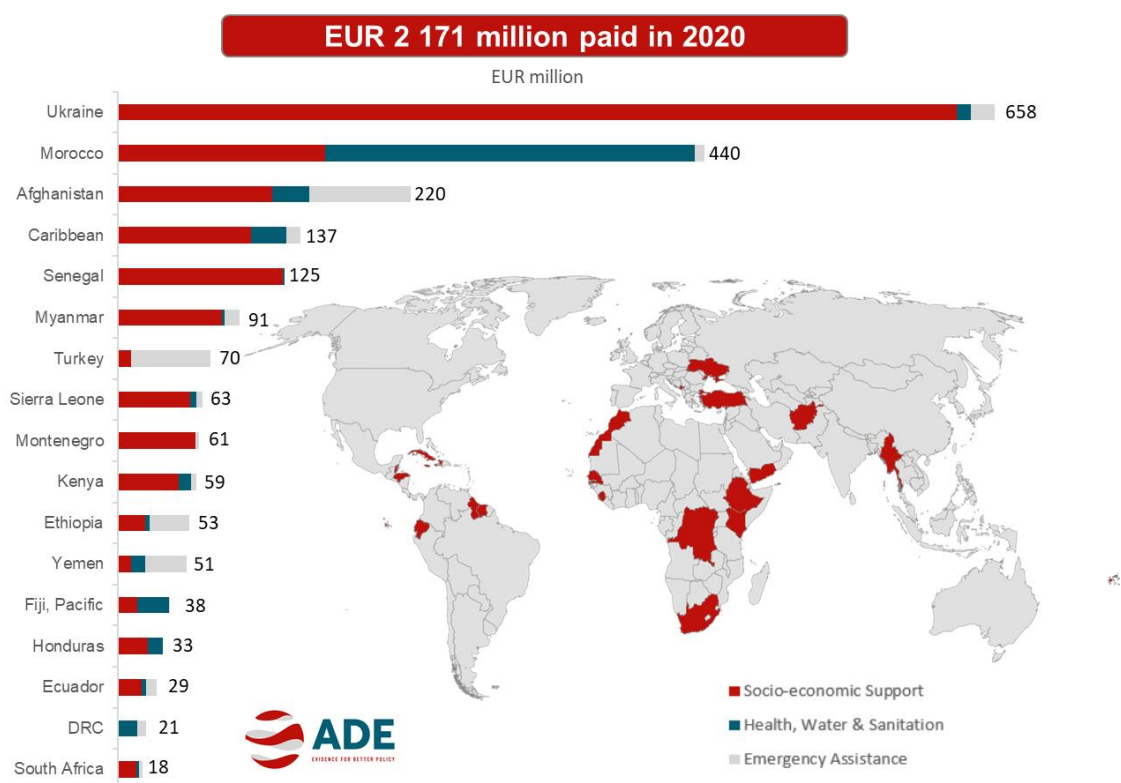 EUR 2 171 million paid in 2020
EUR million
Ukraine 658
Morocco 440
Afghanistan 220
Caribbean 137
Senegal 125
Myanmar 91
Turkey 70
Sierra Leone 63
Montenegro 61
Kenya 59
Ethiopia 53
Yemen 51
Fiji, Pacific 38
Honduras 33
Ecuador 29
DRC 21
South Africa 18
Socio-economic Support
Health, Water & Sanitation
Emergency Assistance
ADE
EVIDENCE FOR BETTER POLICY